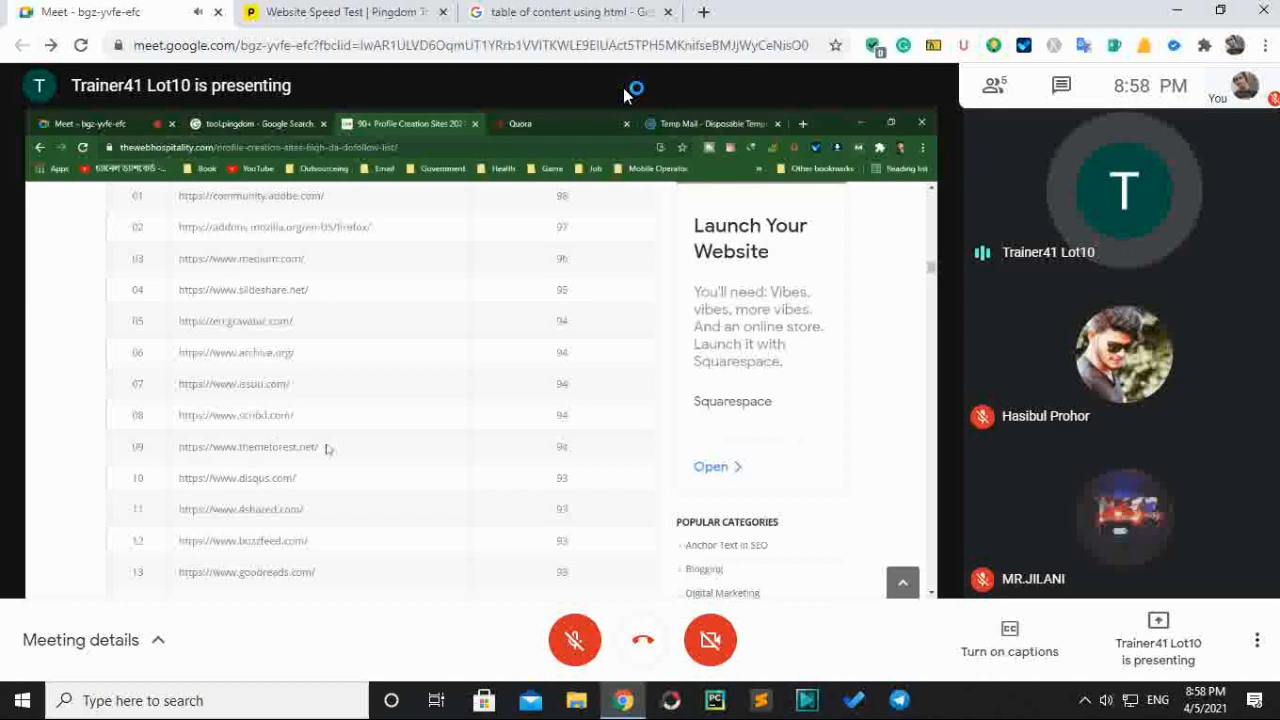 Meet - bgz-yvfe-efc
Website Speed Test | Pingdom T
table of content using html - Go
meet.google.com/bgz-yvfe-efc?fbclid=IwAR1ULVD6OqmUT1YRrb1VVITKWLE9EIUAct5TPH5MKnifseBMJjWyCeNisO0
T Trainer41 Lot10 is presenting
5
8:58 PM
You
Meet – bgz-yvfe-efc
tool.pingdom - Google Search
90+ Profile Creation Sites 2021
Quora
Temp Mail - Disposable Tempo
thewebhospitality.com/profile-creation-sites-high-da-dofollow-list/
Apps
Book
YouTube
Outsourcing
Email
Government
Health
Game
Job
Mobile Operator
»
Other bookmarks
Reading list
01 https://community.adobe.com/ 98
02 https://addons.mozilla.org/en-US/firefox/ 97
03 https://www.medium.com/ 96
04 https://www.slideshare.net/ 95
05 https://en.gravatar.com/ 94
06 https://www.archive.org/ 94
07 https://www.issuu.com/ 94
08 https://www.scribd.com/ 94
09 https://www.themeforest.net/ 94
10 https://www.disqus.com/ 93
11 https://www.4shared.com/ 93
12 https://www.buzzfeed.com/ 93
13 https://www.goodreads.com/ 93
Launch Your
Website
You'll need: Vibes,
vibes, more vibes.
And an online store.
Launch it with
Squarespace.
Squarespace
Open
POPULAR CATEGORIES
Anchor Text in SEO
Blogging
Digital Marketing
T
Trainer41 Lot10
Hasibul Prohor
MR.JILANI
Meeting details
Turn on captions
Trainer41 Lot10
is presenting
Type here to search
ENG
8:58 PM
4/5/2021